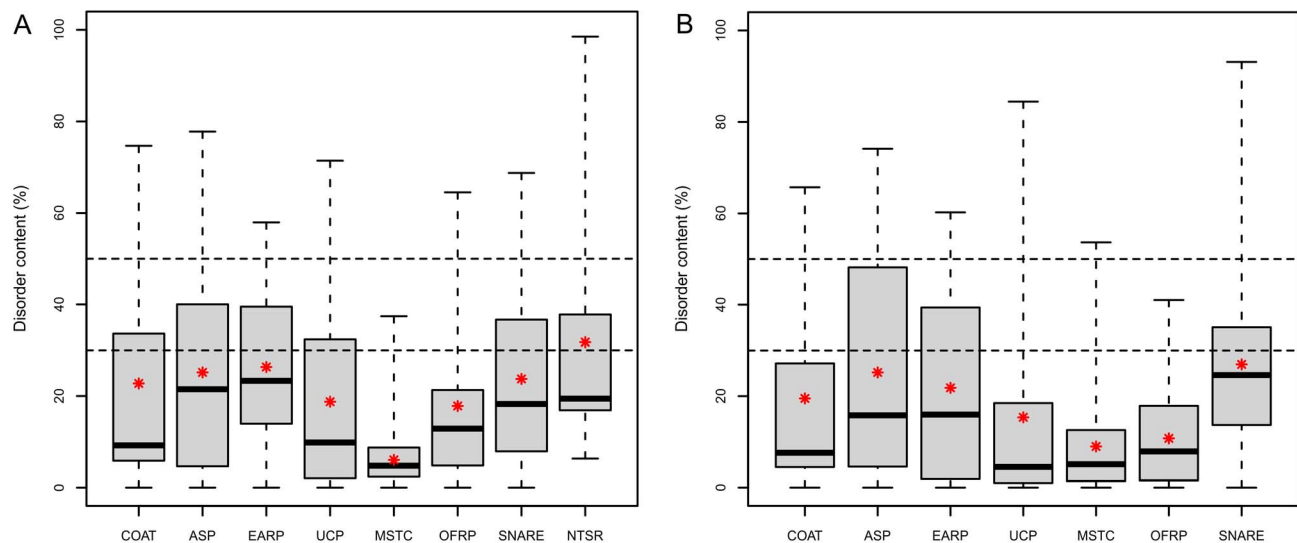 A
Disorder content (%)
100
80
60
40
20
0
COAT ASP EARP UCP MSTC OFRP SNARE NTSR
B
Disorder content (%)
100
80
60
40
20
0
COAT ASP EARP UCP MSTC OFRP SNARE